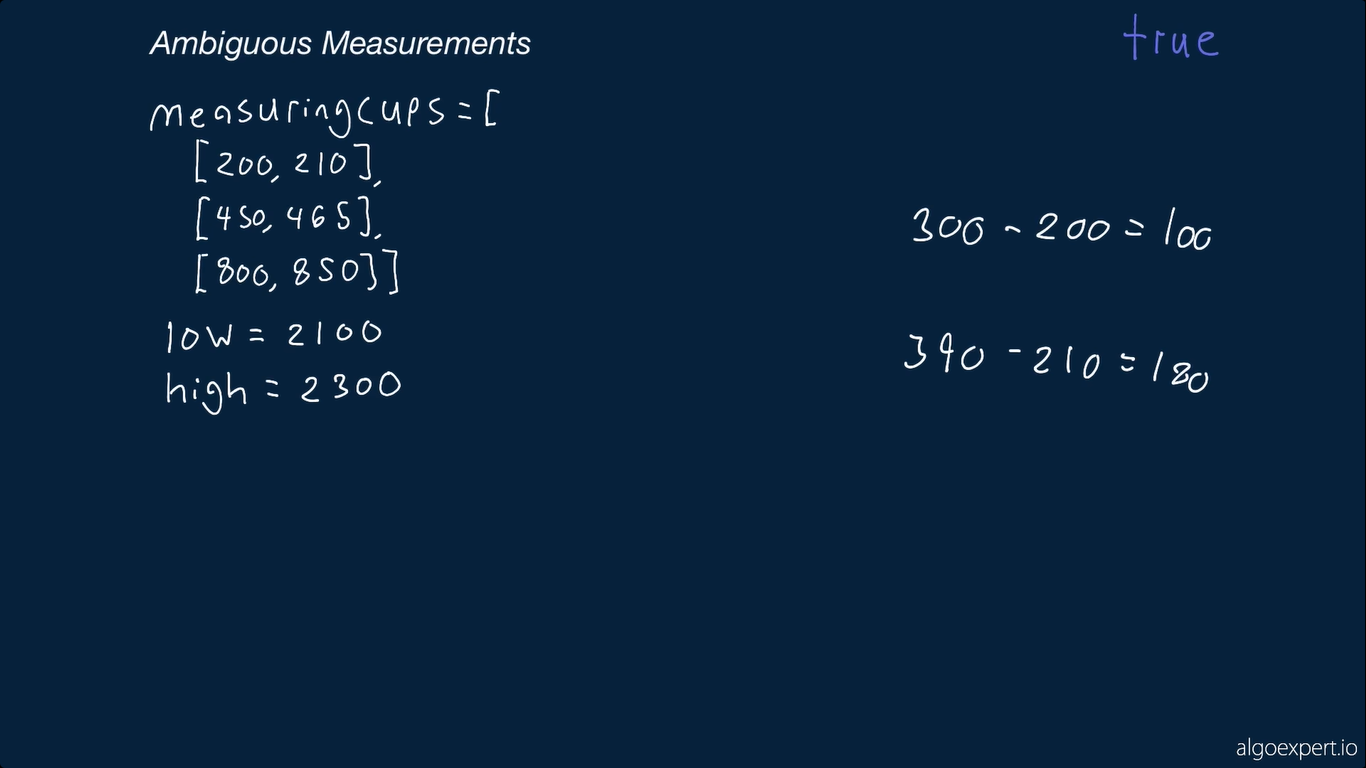 Ambiguous Measurements
true
measuringcups = [
[200, 210],
[450, 465],
[800, 850]]
low = 2100
high = 2300
300 - 200 = 100
390 - 210 = 180
algoexpert.io